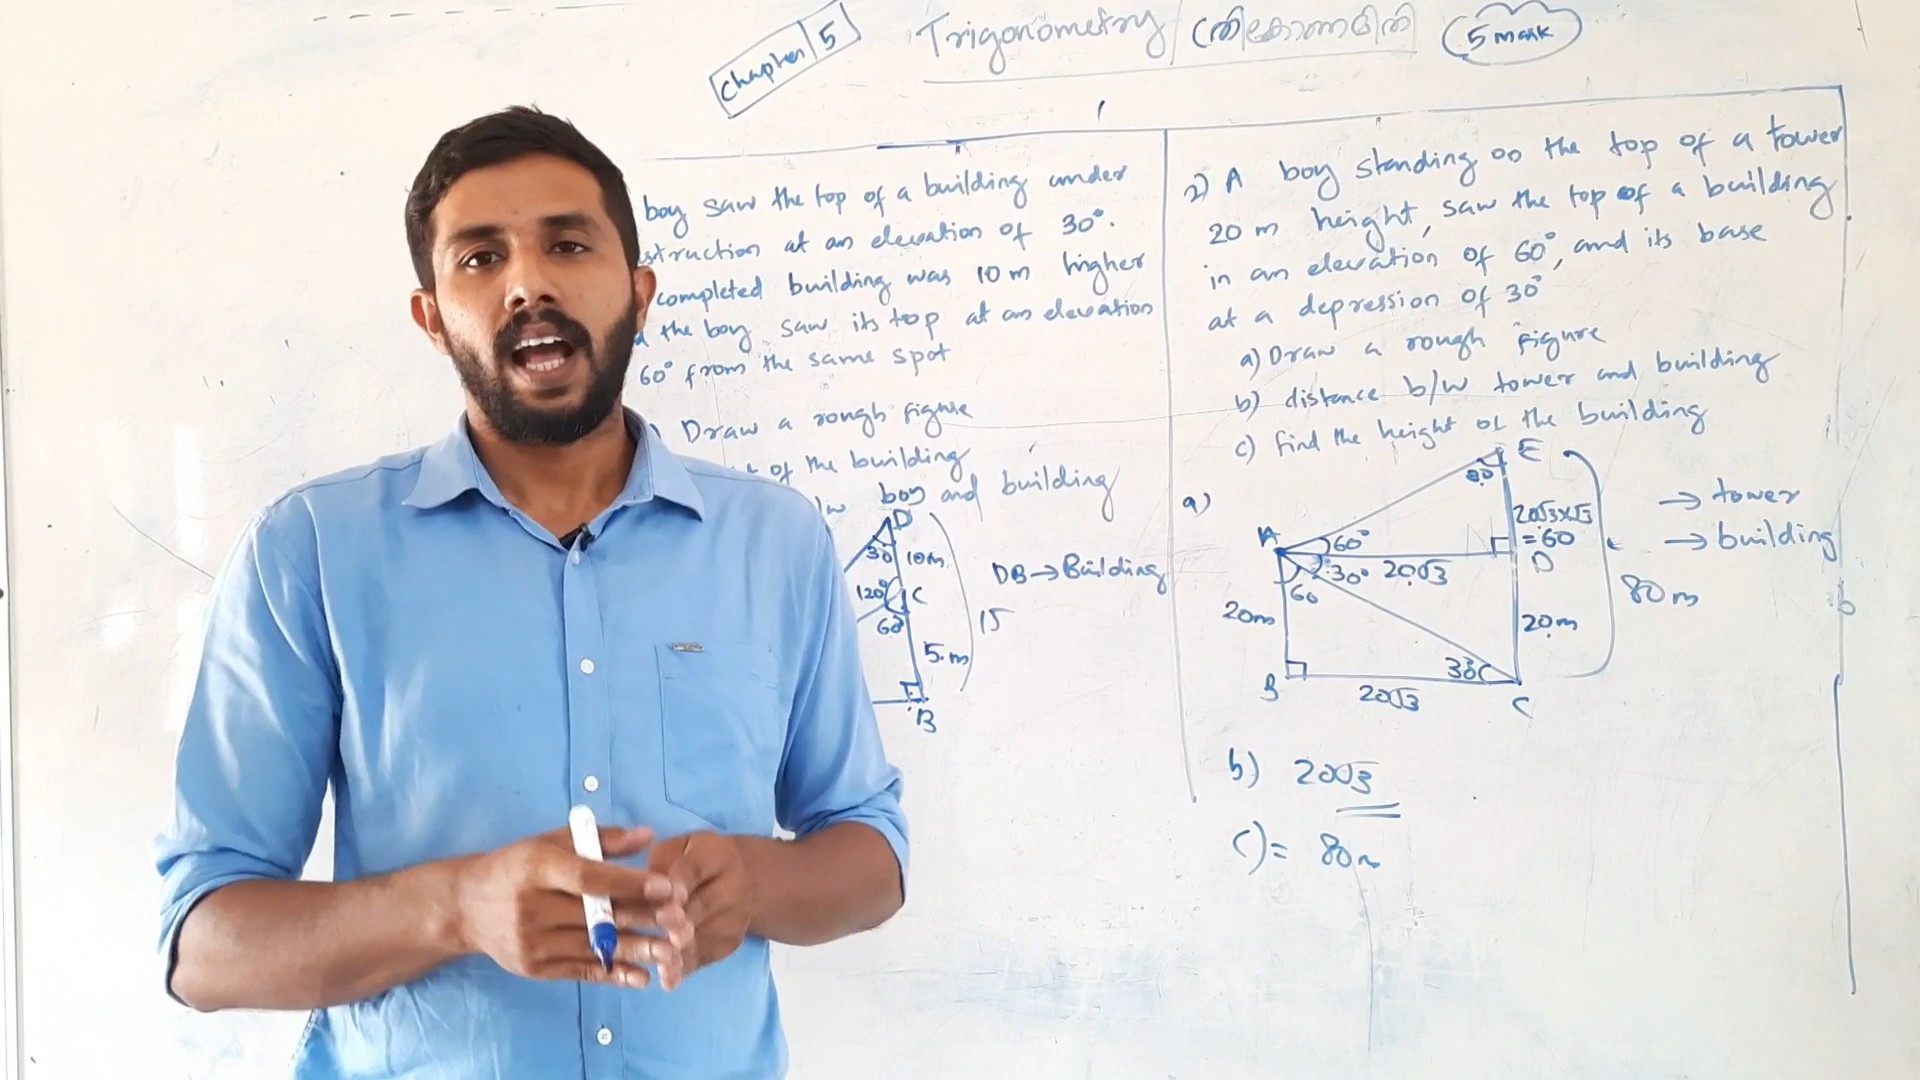 Chapter 5
Trigonometry / ത്രികോണമിതി
5 mark
boy saw the top of a building under
struction at an elevation of 30°.
completed building was 10 m higher
the boy saw its top at an elevation
60° from the same spot
Draw a rough figure
of the building
b/w boy and building
D
30 10m
120° C
60
5.m
B
15
DB → Building
2) A boy standing on the top of a tower
20 m height, saw the top of a building
in an elevation of 60°, and its base
at a depression of 30°
a) Draw a rough figure
b) distance b/w tower and building
c) find the height of the building
a)
E
30
20√3×√3
= 60
A 60°
30° 20√3 D
60
20m
20m
B 30 C
20√3
80m
→ tower
→ building
b) 20√3
c) = 80m